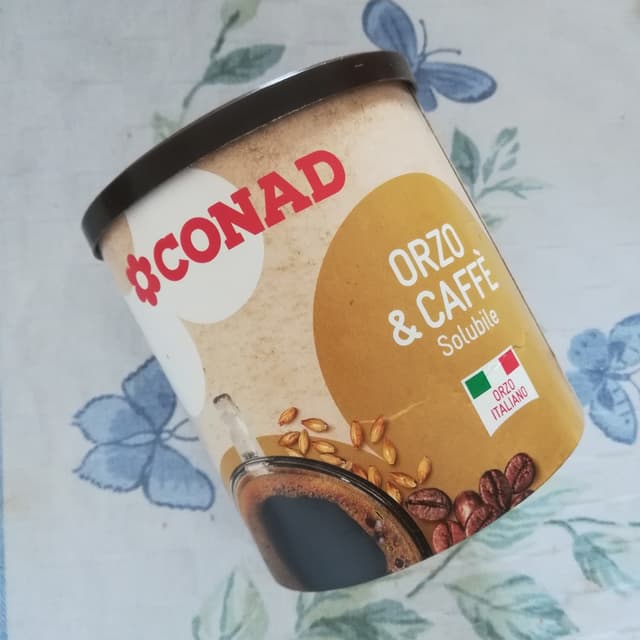 CONAD
ORZO
& CAFFÈ
Solubile
ORZO
ITALIANO